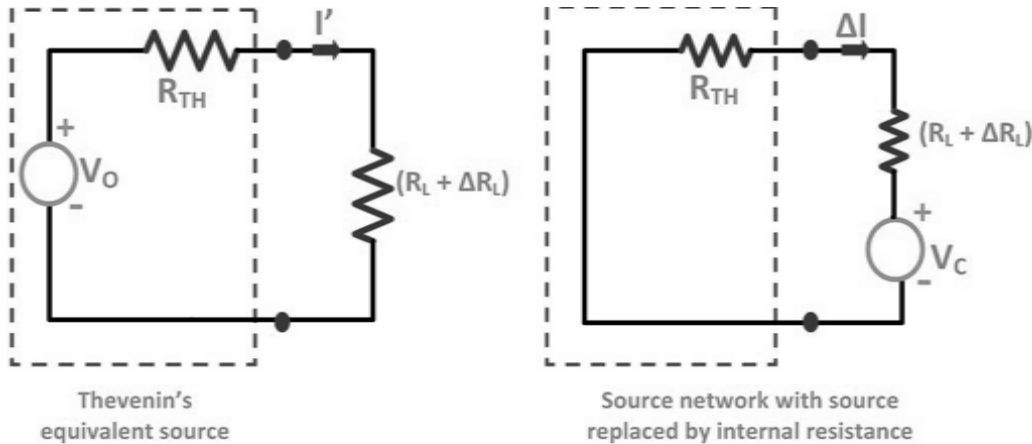 I'
R_TH
+
V_O
-
(R_L + ΔR_L)
Thevenin's
equivalent source
ΔI
R_TH
(R_L + ΔR_L)
+
V_C
-
Source network with source
replaced by internal resistance